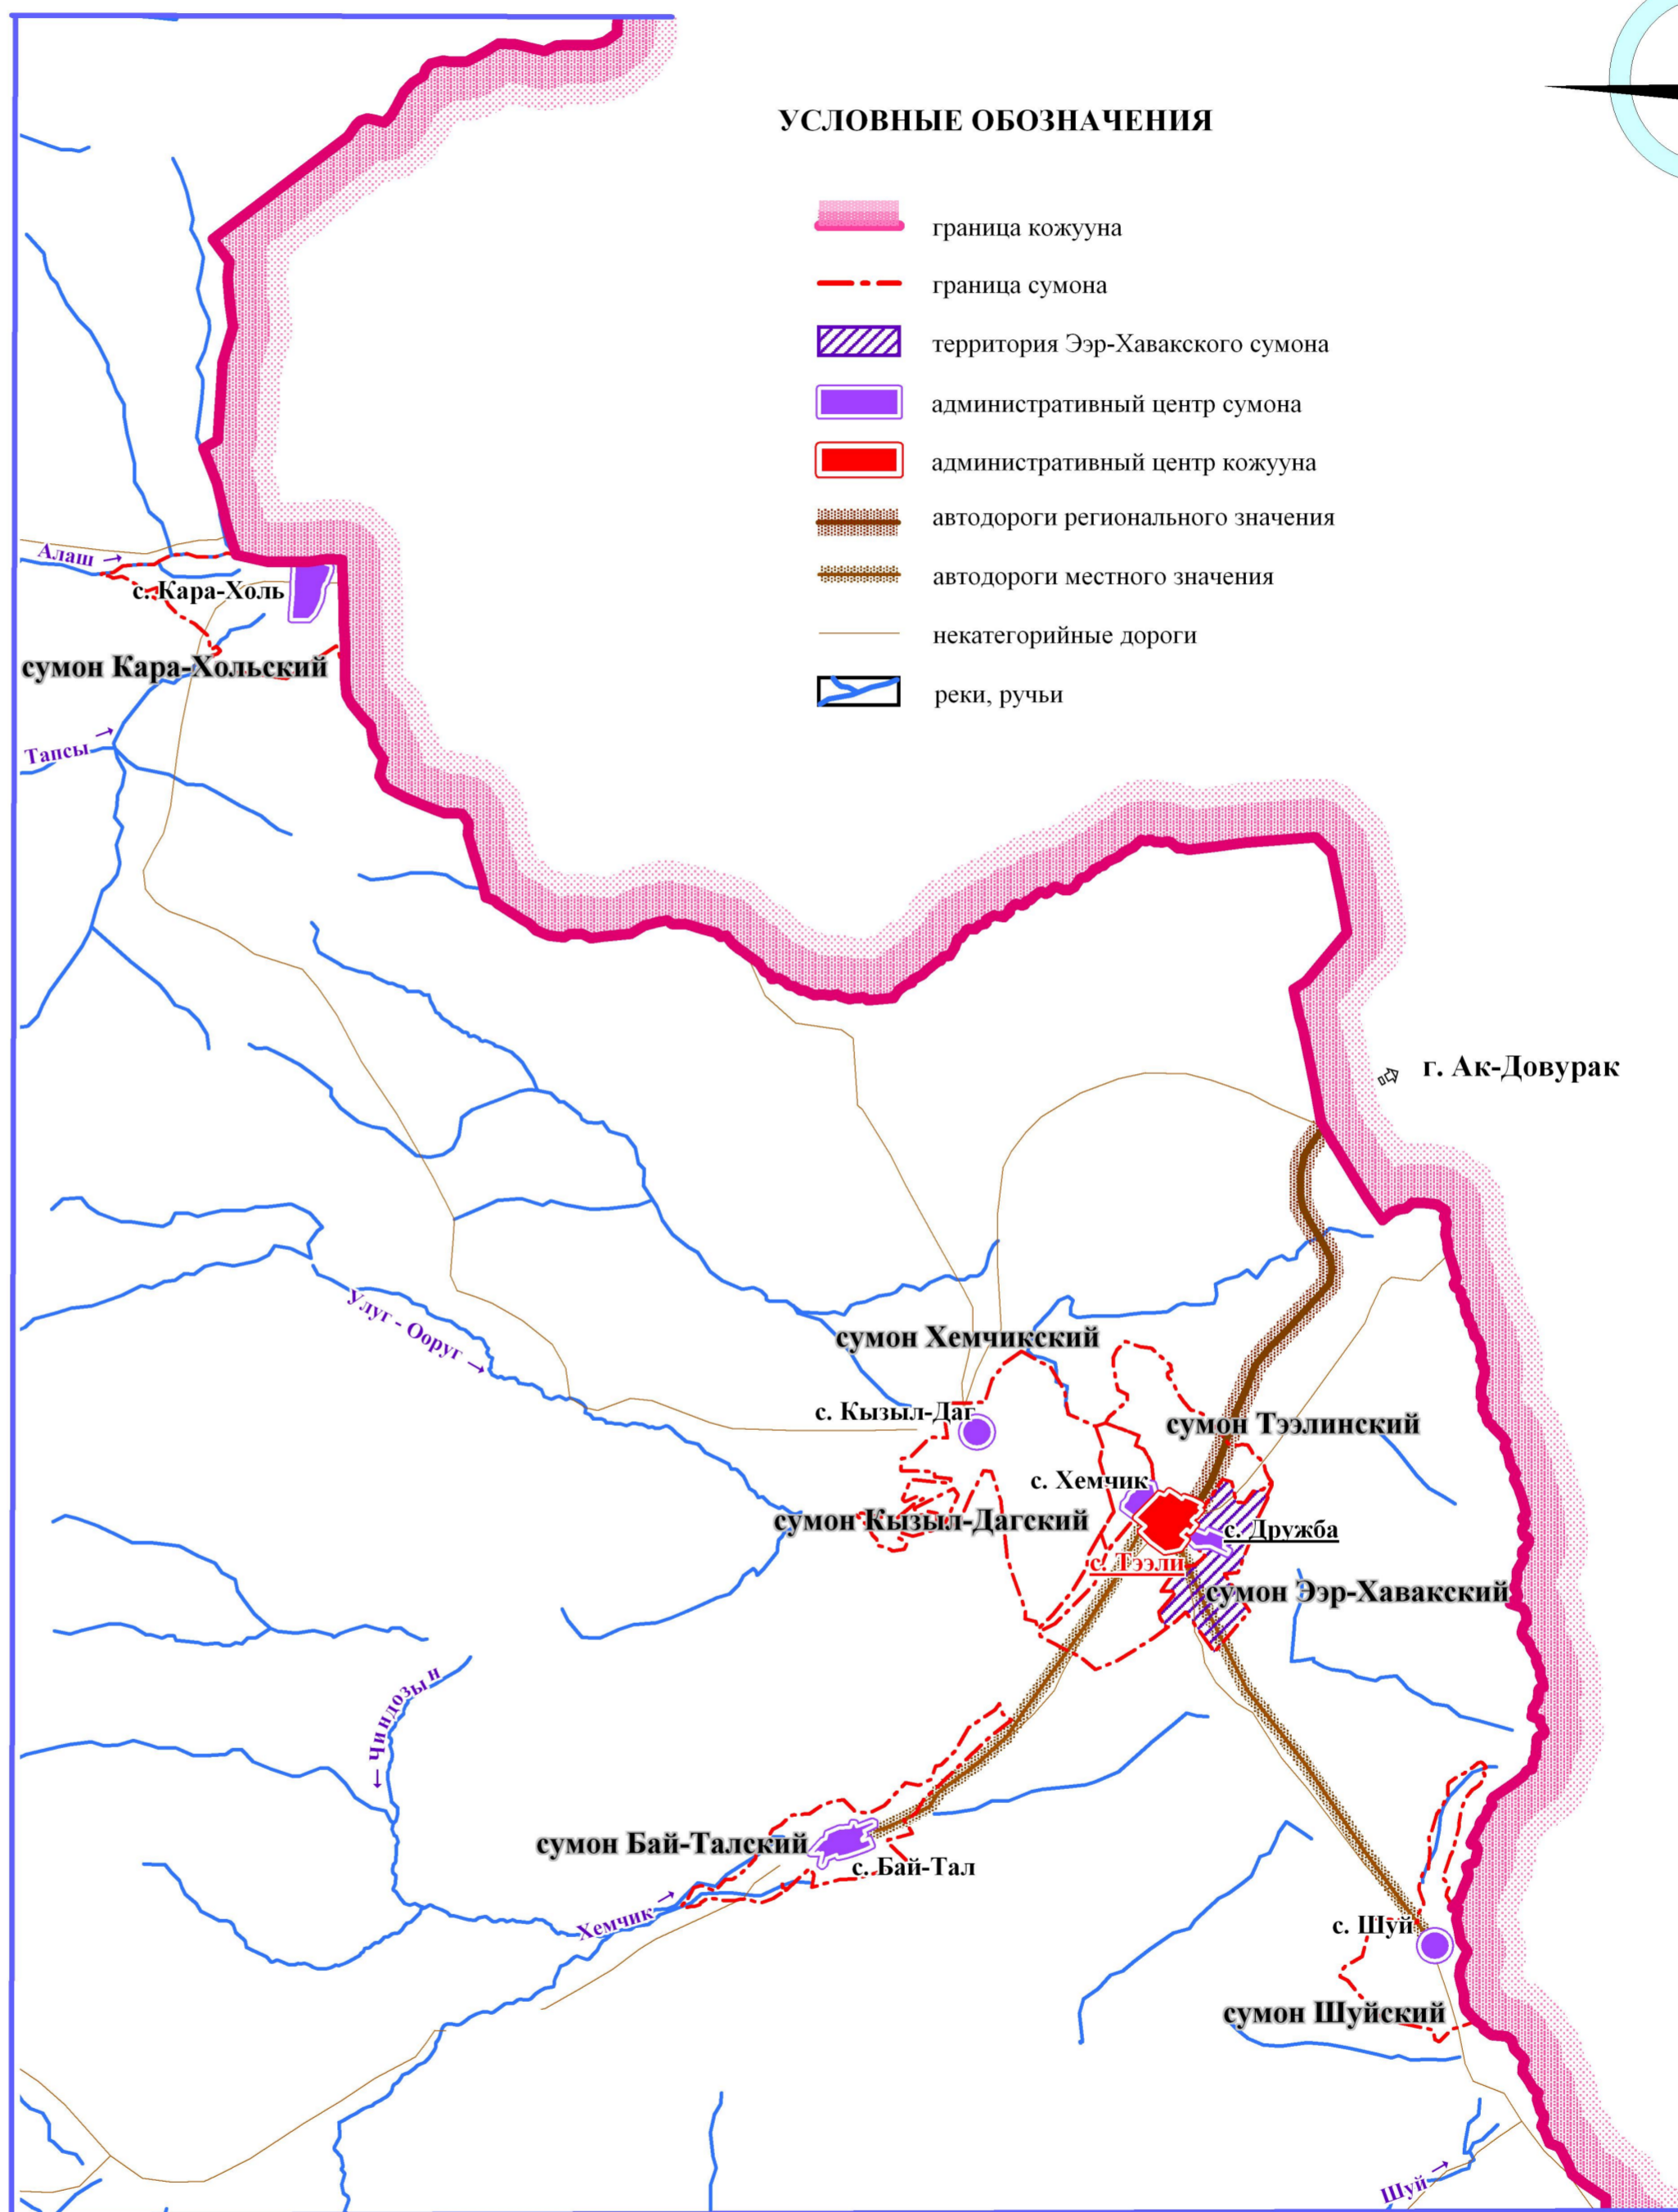 УСЛОВНЫЕ ОБОЗНАЧЕНИЯ
граница кожууна
граница сумона
территория Ээр-Хавакского сумона
административный центр сумона
административный центр кожууна
автодороги регионального значения
автодороги местного значения
некатегорийные дороги
реки, ручьи
Алаш →
с. Кара-Холь
сумон Кара-Хольский
Тапсы →
г. Ак-Довурак
Улуг - Ооруг →
сумон Хемчикский
с. Кызыл-Даг
сумон Тээлинский
с. Хемчик
сумон Кызыл-Дагский
с. Дружба
с. Тээли
сумон Ээр-Хавакский
← Чиндозын
сумон Бай-Талский
с. Бай-Тал
Хемчик →
с. Шуй
сумон Шуйский
Шуй →